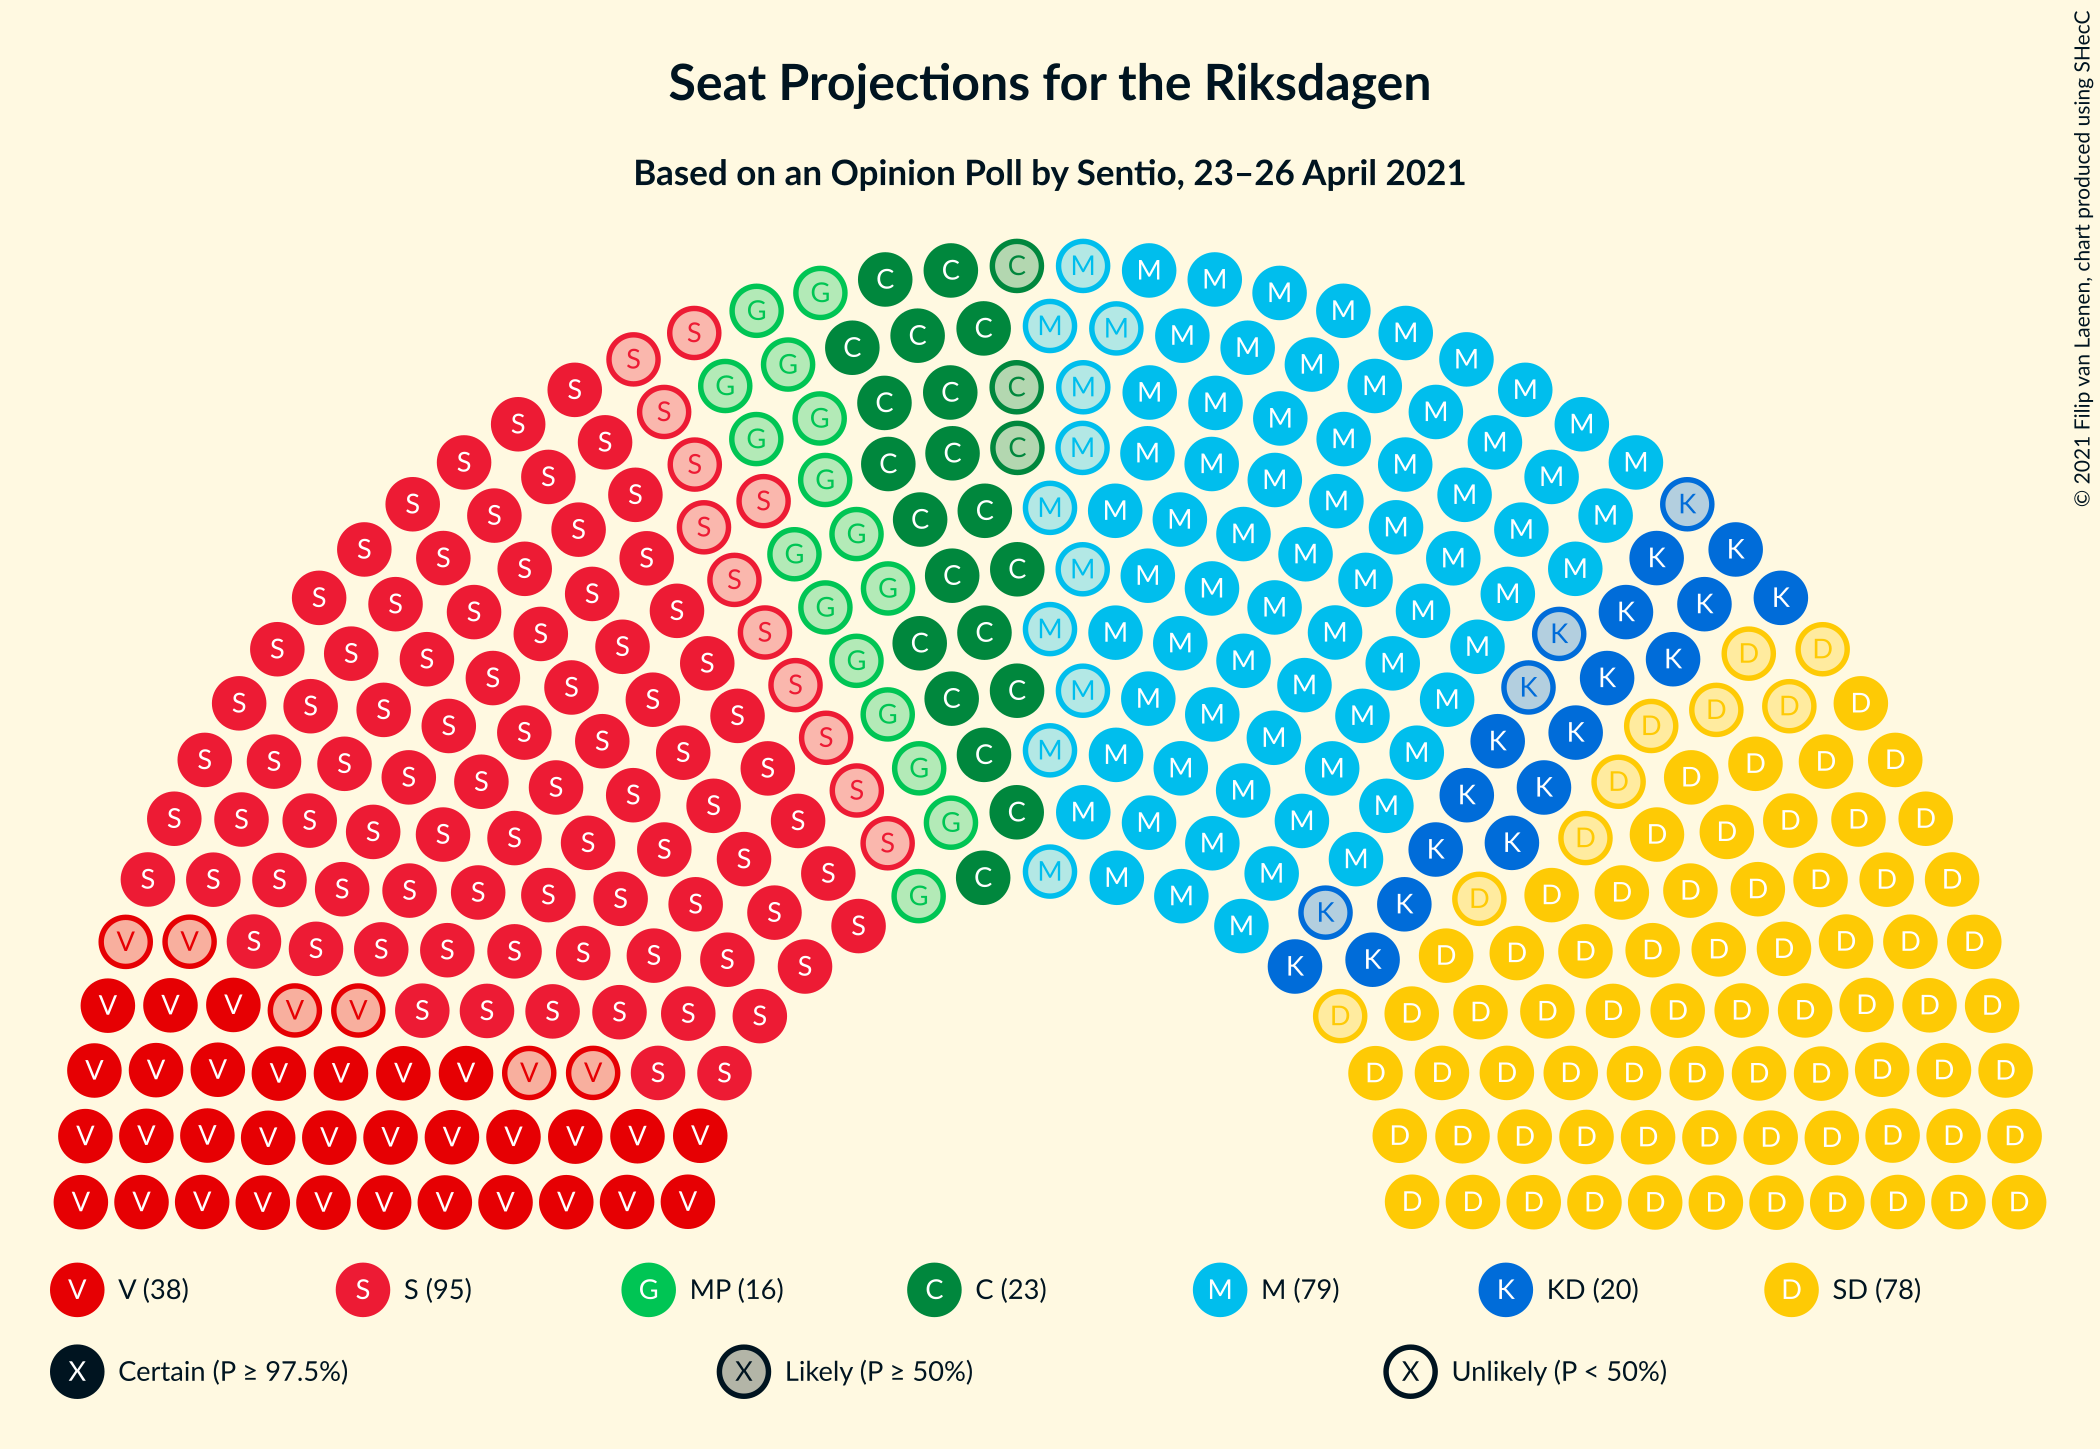 Seat Projections for the Riksdagen
Based on an Opinion Poll by Sentio, 23–26 April 2021
© 2021 Filip van Laenen, chart produced using SHecC
V V (38) S S (95) G MP (16) C C (23) M M (79) K KD (20) D SD (78)
X Certain (P ≥ 97.5%) X Likely (P ≥ 50%) X Unlikely (P < 50%)